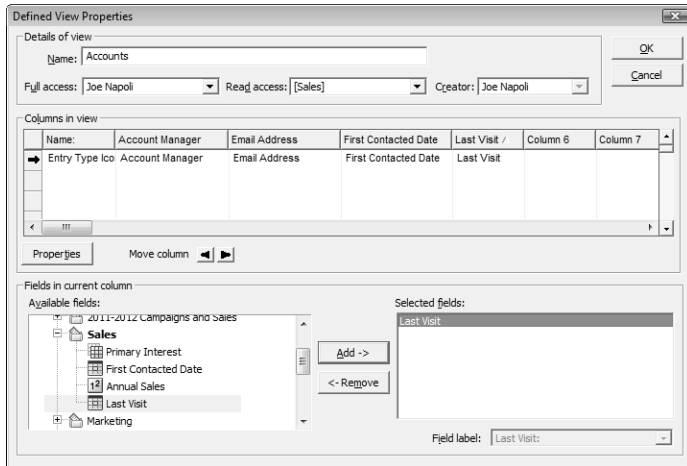 Defined View Properties
Details of view
Name: Accounts
OK
Cancel
Full access: Joe Napoli Read access: [Sales] Creator: Joe Napoli
Columns in view
Name: Account Manager Email Address First Contacted Date Last Visit / Column 6 Column 7
Entry Type Ico Account Manager Email Address First Contacted Date Last Visit
Properties Move column
Fields in current column
Available fields:
Selected fields:
2011-2012 Campaigns and Sales
Sales
Primary Interest
First Contacted Date
Annual Sales
Last Visit
Marketing
Add ->
<- Remove
Last Visit
Field label: Last Visit: